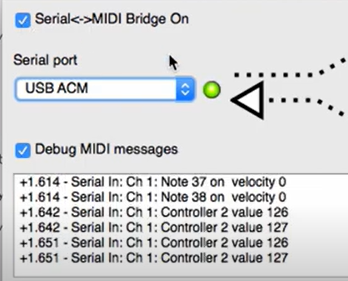 Serial<->MIDI Bridge On
Serial port
USB ACM
Debug MIDI messages
+1.614 - Serial In: Ch 1: Note 37 on  velocity 0
+1.614 - Serial In: Ch 1: Note 38 on  velocity 0
+1.642 - Serial In: Ch 1: Controller 2 value 126
+1.642 - Serial In: Ch 1: Controller 2 value 127
+1.651 - Serial In: Ch 1: Controller 2 value 126
+1.651 - Serial In: Ch 1: Controller 2 value 127